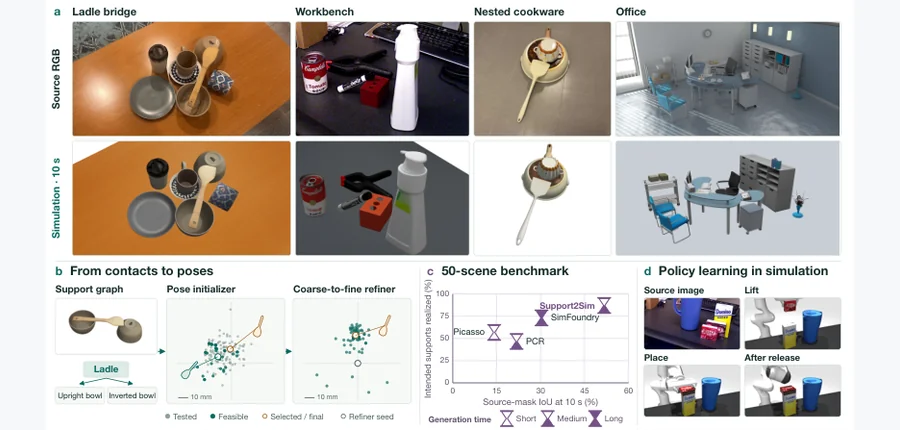 a Ladle bridge Workbench Nested cookware Office
Source RGB
Campbell's
Simulation · 10 s
b From contacts to poses
Support graph Pose initializer Coarse-to-fine refiner
Ladle
Upright bowl Inverted bowl
10 mm 10 mm
Tested Feasible Selected / final Refiner seed
c 50-scene benchmark
Intended supports realized (%)
100
75
50
25
0
Support2Sim
SimFoundry
Picasso
PCR
0 15 30 45 60
Source-mask IoU at 10 s (%)
Generation time Short Medium Long
d Policy learning in simulation
Source image Lift
Place After release